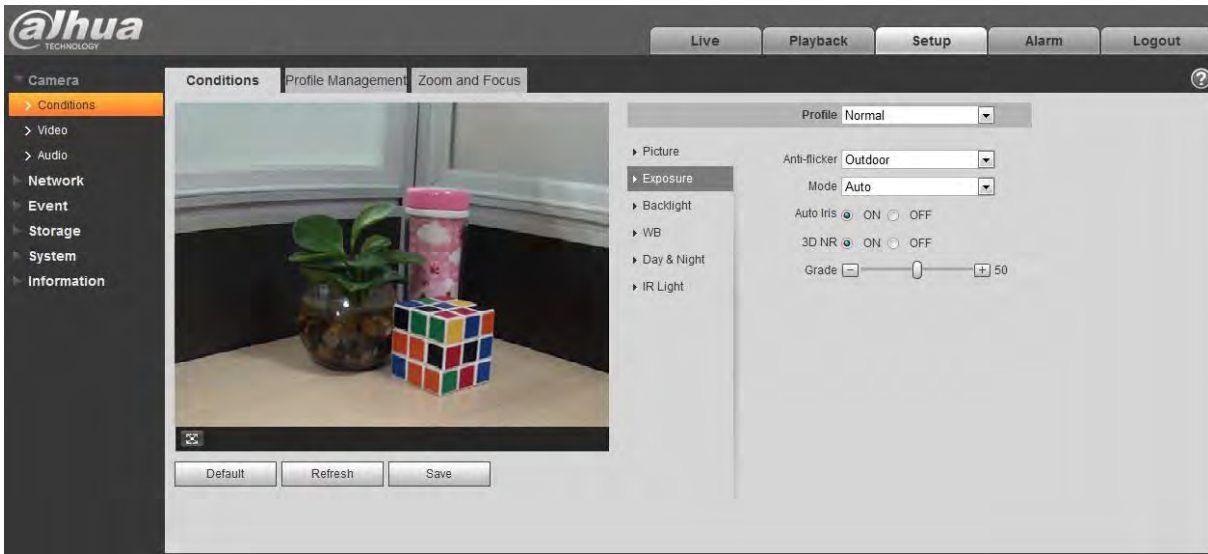 alhua
TECHNOLOGY
Live
Playback
Setup
Alarm
Logout
Camera
Conditions
Video
Audio
Network
Event
Storage
System
Information
Conditions
Profile Management
Zoom and Focus
?
Profile Normal
Picture
Exposure
Backlight
WB
Day & Night
IR Light
Anti-flicker Outdoor
Mode Auto
Auto Iris ON OFF
3D NR ON OFF
Grade - + 50
Default
Refresh
Save